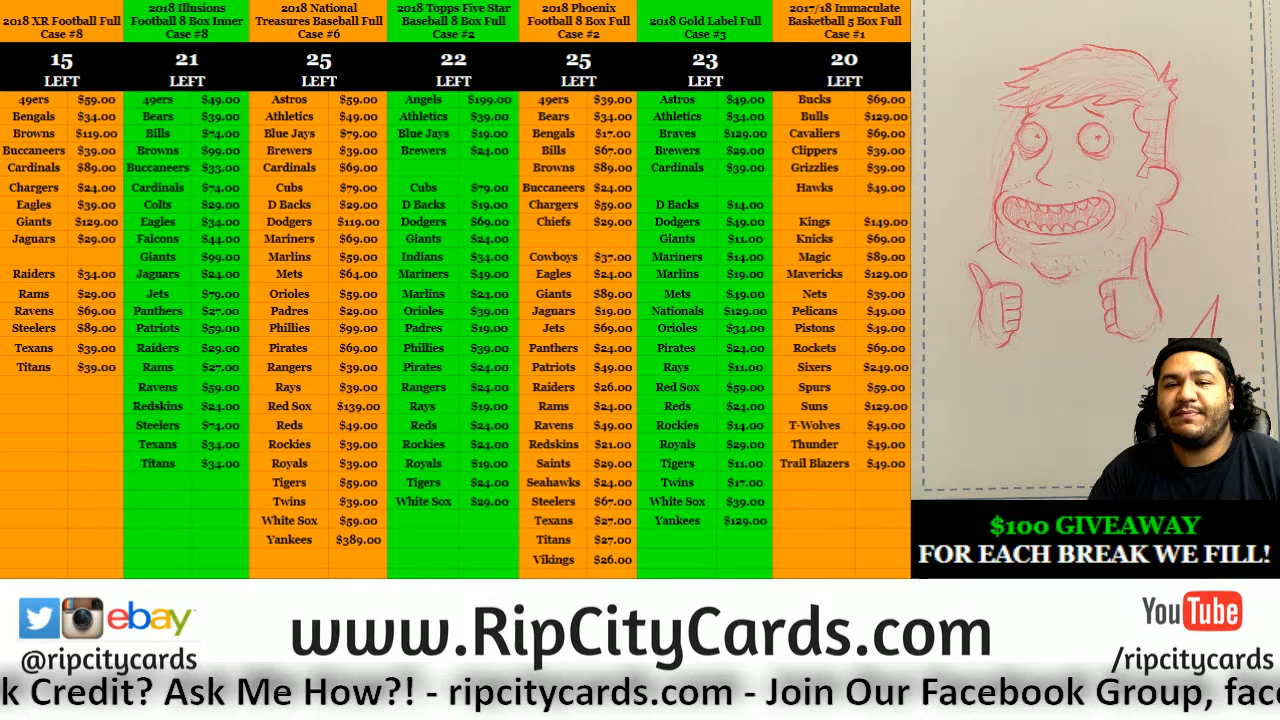 2018 XR Football Full
Case #8
15
LEFT
49ers $59.00
Bengals $34.00
Browns $119.00
Buccaneers $39.00
Cardinals $89.00
Chargers $24.00
Eagles $39.00
Giants $129.00
Jaguars $29.00
Raiders $34.00
Rams $29.00
Ravens $69.00
Steelers $89.00
Texans $39.00
Titans $39.00
2018 Illusions
Football 8 Box Inner
Case #8
21
LEFT
49ers $49.00
Bears $39.00
Bills $74.00
Browns $99.00
Buccaneers $33.00
Cardinals $74.00
Colts $29.00
Eagles $34.00
Falcons $44.00
Giants $99.00
Jaguars $24.00
Jets $79.00
Panthers $27.00
Patriots $59.00
Raiders $29.00
Rams $27.00
Ravens $59.00
Redskins $24.00
Steelers $74.00
Texans $34.00
Titans $34.00
2018 National
Treasures Baseball Full
Case #6
25
LEFT
Astros $59.00
Athletics $49.00
Blue Jays $79.00
Brewers $39.00
Cardinals $69.00
Cubs $79.00
D Backs $29.00
Dodgers $119.00
Mariners $69.00
Marlins $59.00
Mets $64.00
Orioles $59.00
Padres $29.00
Phillies $99.00
Pirates $69.00
Rangers $39.00
Rays $39.00
Red Sox $139.00
Reds $49.00
Rockies $39.00
Royals $39.00
Tigers $59.00
Twins $39.00
White Sox $59.00
Yankees $389.00
2018 Topps Five Star
Baseball 8 Box Full
Case #2
22
LEFT
Angels $199.00
Athletics $39.00
Blue Jays $19.00
Brewers $24.00
Cubs $79.00
D Backs $19.00
Dodgers $69.00
Giants $24.00
Indians $34.00
Mariners $49.00
Marlins $24.00
Orioles $39.00
Padres $19.00
Phillies $39.00
Pirates $24.00
Rangers $24.00
Rays $19.00
Reds $24.00
Rockies $24.00
Royals $19.00
Tigers $24.00
White Sox $29.00
2018 Phoenix
Football 8 Box Full
Case #2
25
LEFT
49ers $39.00
Bears $34.00
Bengals $17.00
Bills $67.00
Browns $89.00
Buccaneers $24.00
Chargers $59.00
Chiefs $29.00
Cowboys $37.00
Eagles $24.00
Giants $89.00
Jaguars $19.00
Jets $69.00
Panthers $24.00
Patriots $49.00
Raiders $26.00
Rams $24.00
Ravens $49.00
Redskins $21.00
Saints $29.00
Seahawks $24.00
Steelers $67.00
Texans $27.00
Titans $27.00
Vikings $26.00
2018 Gold Label Full
Case #3
23
LEFT
Astros $49.00
Athletics $34.00
Braves $129.00
Brewers $29.00
Cardinals $39.00
D Backs $14.00
Dodgers $49.00
Giants $11.00
Mariners $14.00
Marlins $19.00
Mets $49.00
Nationals $129.00
Orioles $34.00
Pirates $24.00
Rays $11.00
Red Sox $59.00
Reds $24.00
Rockies $14.00
Royals $29.00
Tigers $11.00
Twins $17.00
White Sox $39.00
Yankees $129.00
2017/18 Immaculate
Basketball 5 Box Full
Case #1
20
LEFT
Bucks $69.00
Bulls $129.00
Cavaliers $69.00
Clippers $39.00
Grizzlies $39.00
Hawks $49.00
Kings $149.00
Knicks $69.00
Magic $89.00
Mavericks $129.00
Nets $39.00
Pelicans $49.00
Pistons $49.00
Rockets $69.00
Sixers $249.00
Spurs $59.00
Suns $129.00
T-Wolves $49.00
Thunder $49.00
Trail Blazers $49.00
$100 GIVEAWAY
FOR EACH BREAK WE FILL!
ebay
@ripcitycards
www.RipCityCards.com
YouTube
/ripcitycards
k Credit? Ask Me How?! - ripcitycards.com - Join Our Facebook Group, face